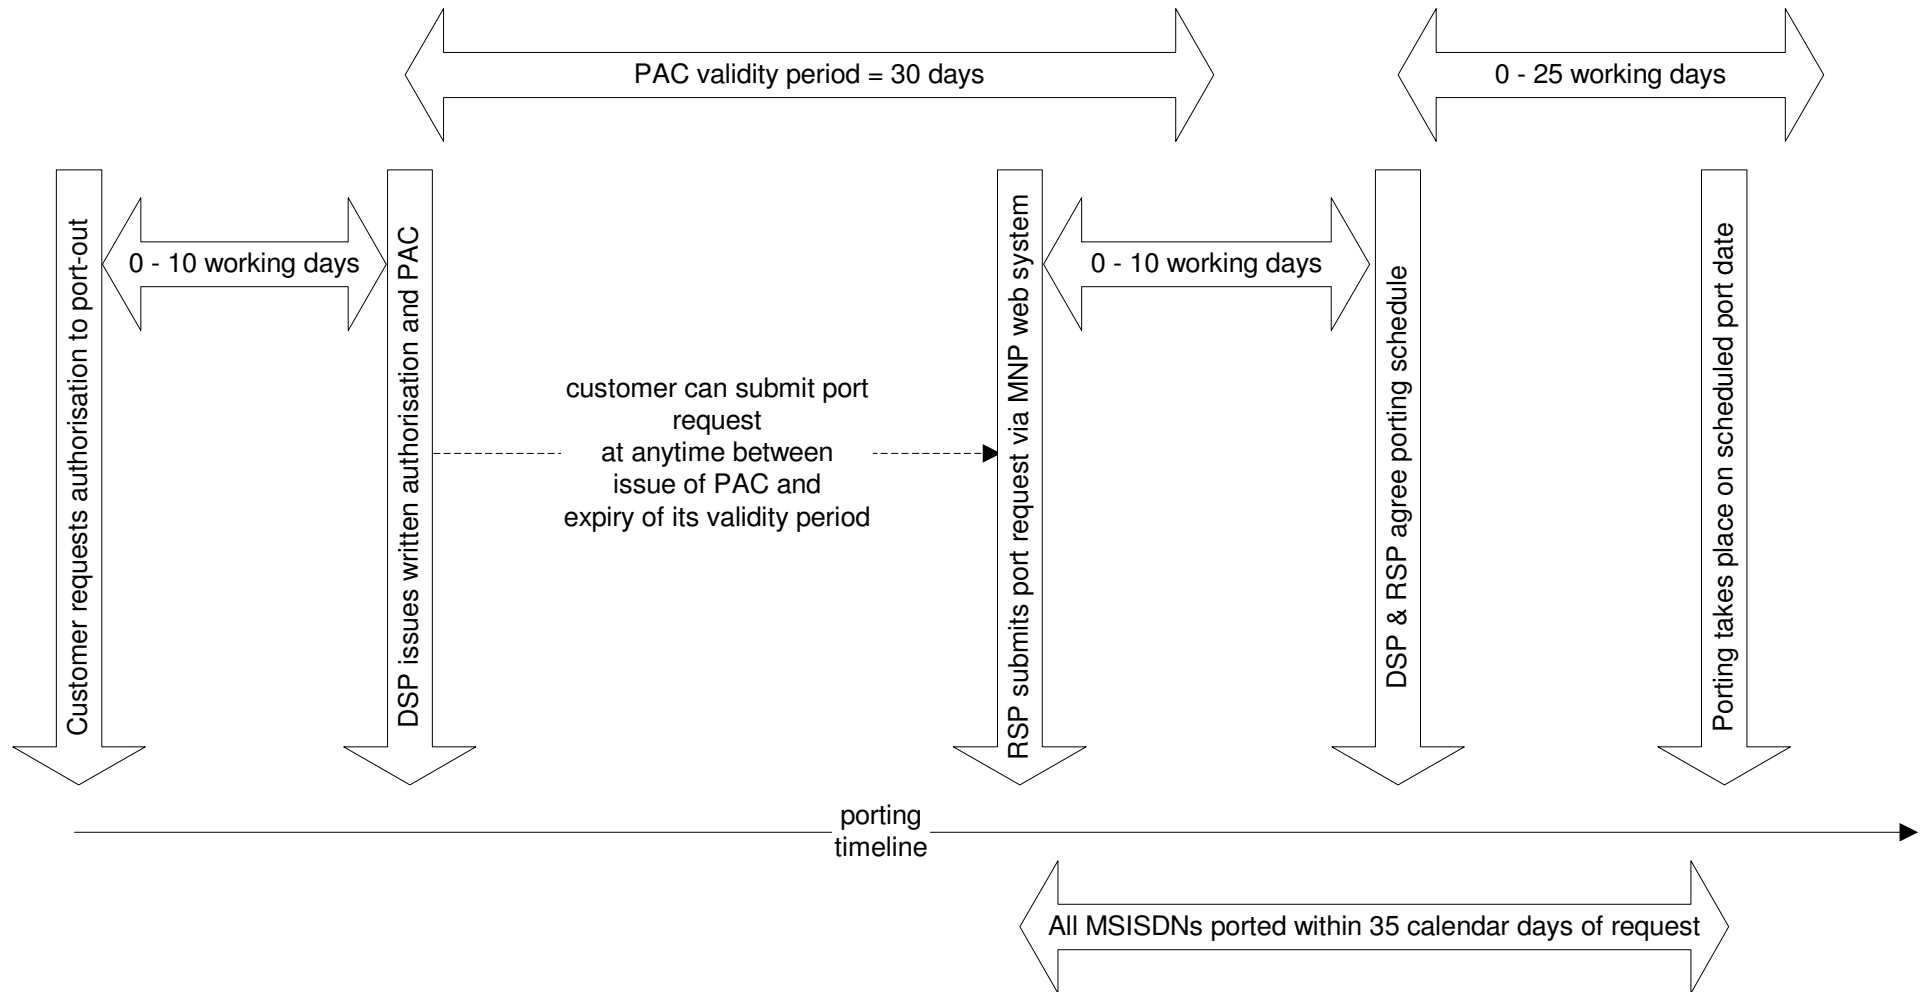 PAC validity period = 30 days
0 - 25 working days
Customer requests authorisation to port-out
0 - 10 working days
DSP issues written authorisation and PAC
customer can submit port
request
at anytime between
issue of PAC and
expiry of its validity period
RSP submits port request via MNP web system
0 - 10 working days
DSP & RSP agree porting schedule
Porting takes place on scheduled port date
porting
timeline
All MSISDNs ported within 35 calendar days of request